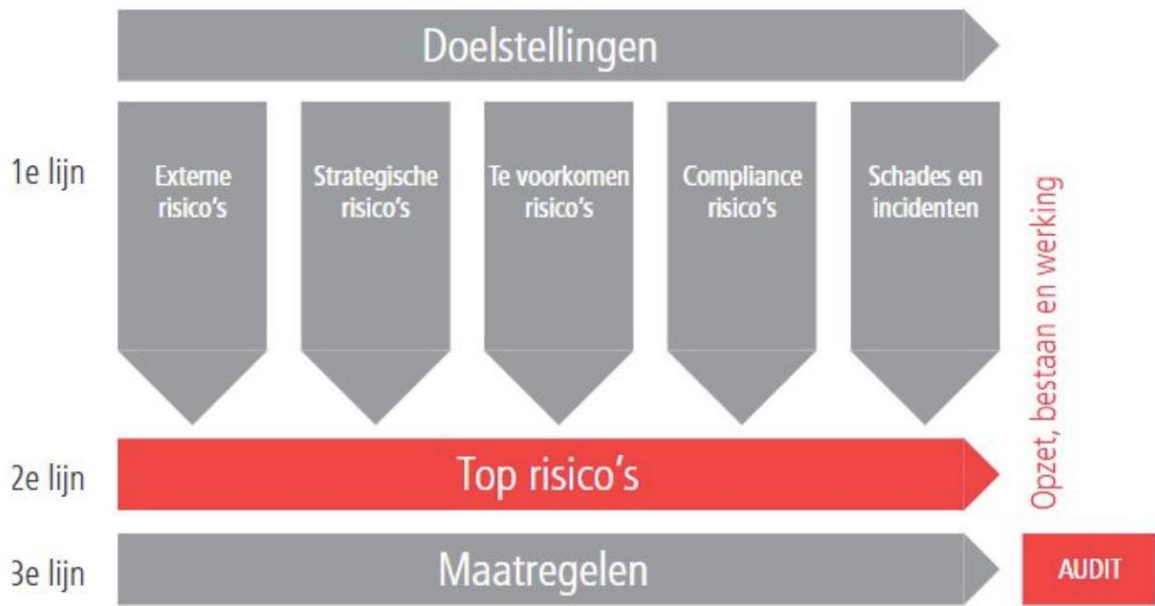 Doelstellingen
1e lijn
Externe
risico's
Strategische
risico's
Te voorkomen
risico's
Compliance
risico's
Schades en
incidenten
Opzet, bestaan en werking
2e lijn
Top risico's
3e lijn
Maatregelen
AUDIT